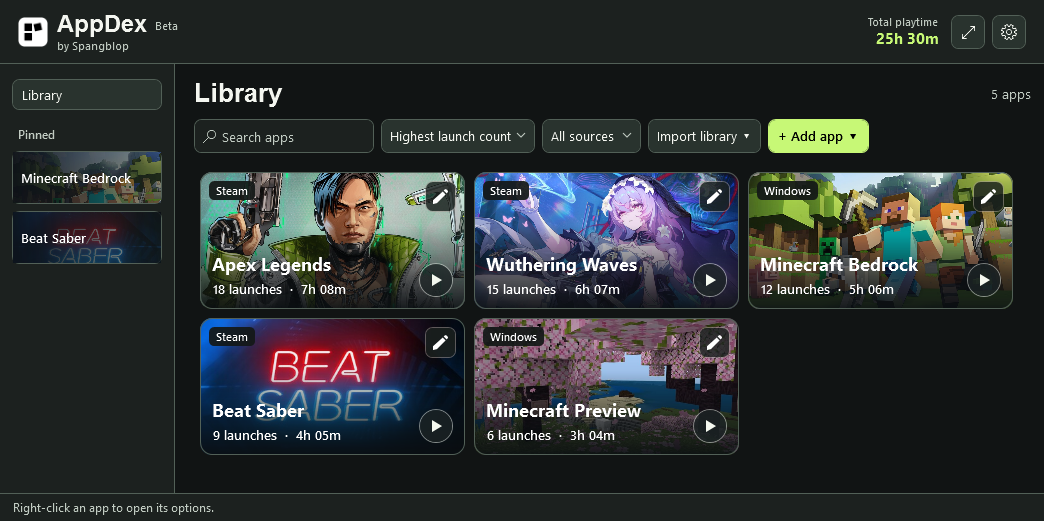 AppDex Beta
by Spangblop
Total playtime
25h 30m
Library
Pinned
Minecraft Bedrock
Beat Saber
Library
5 apps
Search apps
Highest launch count
All sources
Import library
+ Add app
Steam
Apex Legends
18 launches · 7h 08m
Steam
Wuthering Waves
15 launches · 6h 07m
Windows
Minecraft Bedrock
12 launches · 5h 06m
Steam
BEAT
SABER
Beat Saber
9 launches · 4h 05m
Windows
Minecraft Preview
6 launches · 3h 04m
Right-click an app to open its options.